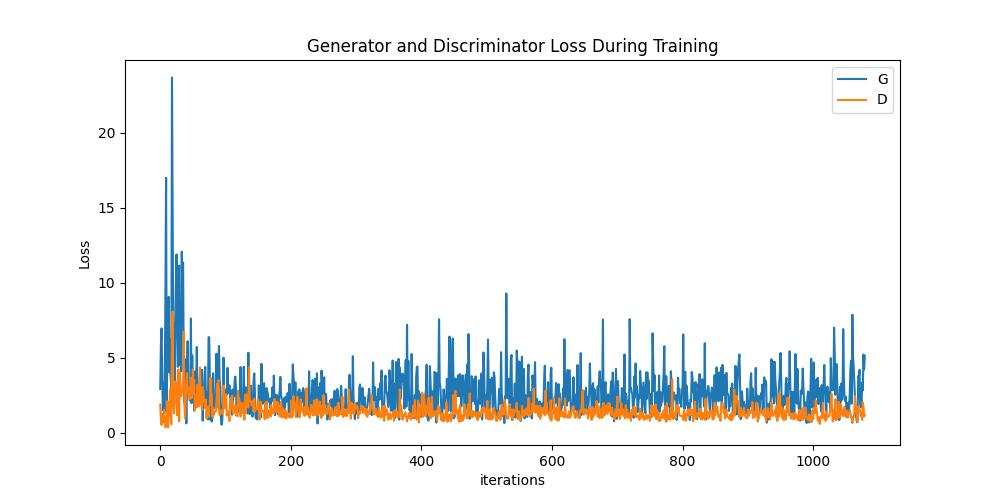 Generator and Discriminator Loss During Training
G
D
20
15
10
5
0
Loss
0 200 400 600 800 1000
iterations